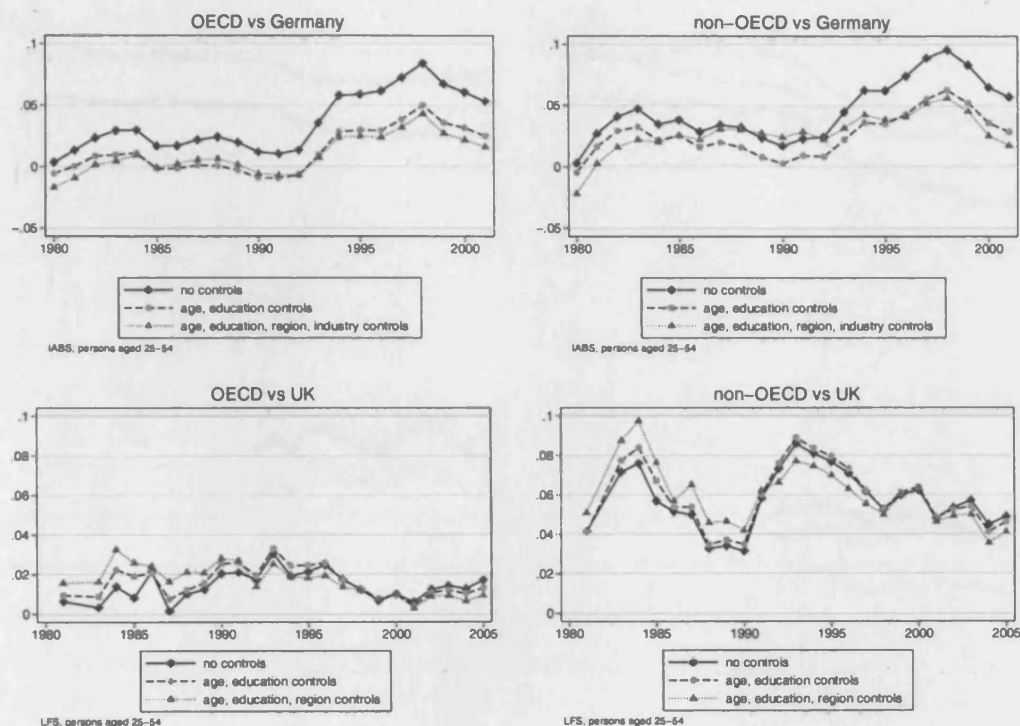 OECD vs Germany
.1
.05
0
-.05
1980 1985 1990 1995 2000
no controls
age, education controls
age, education, region, industry controls
IABS, persons aged 25-54
non-OECD vs Germany
.1
.05
0
-.05
1980 1985 1990 1995 2000
no controls
age, education controls
age, education, region, industry controls
IABS, persons aged 25-54
OECD vs UK
.1
.08
.06
.04
.02
0
1980 1985 1990 1995 2000 2005
no controls
age, education controls
age, education, region controls
LFS, persons aged 25-54
non-OECD vs UK
.1
.08
.06
.04
.02
0
1980 1985 1990 1995 2000 2005
no controls
age, education controls
age, education, region controls
LFS, persons aged 25-54